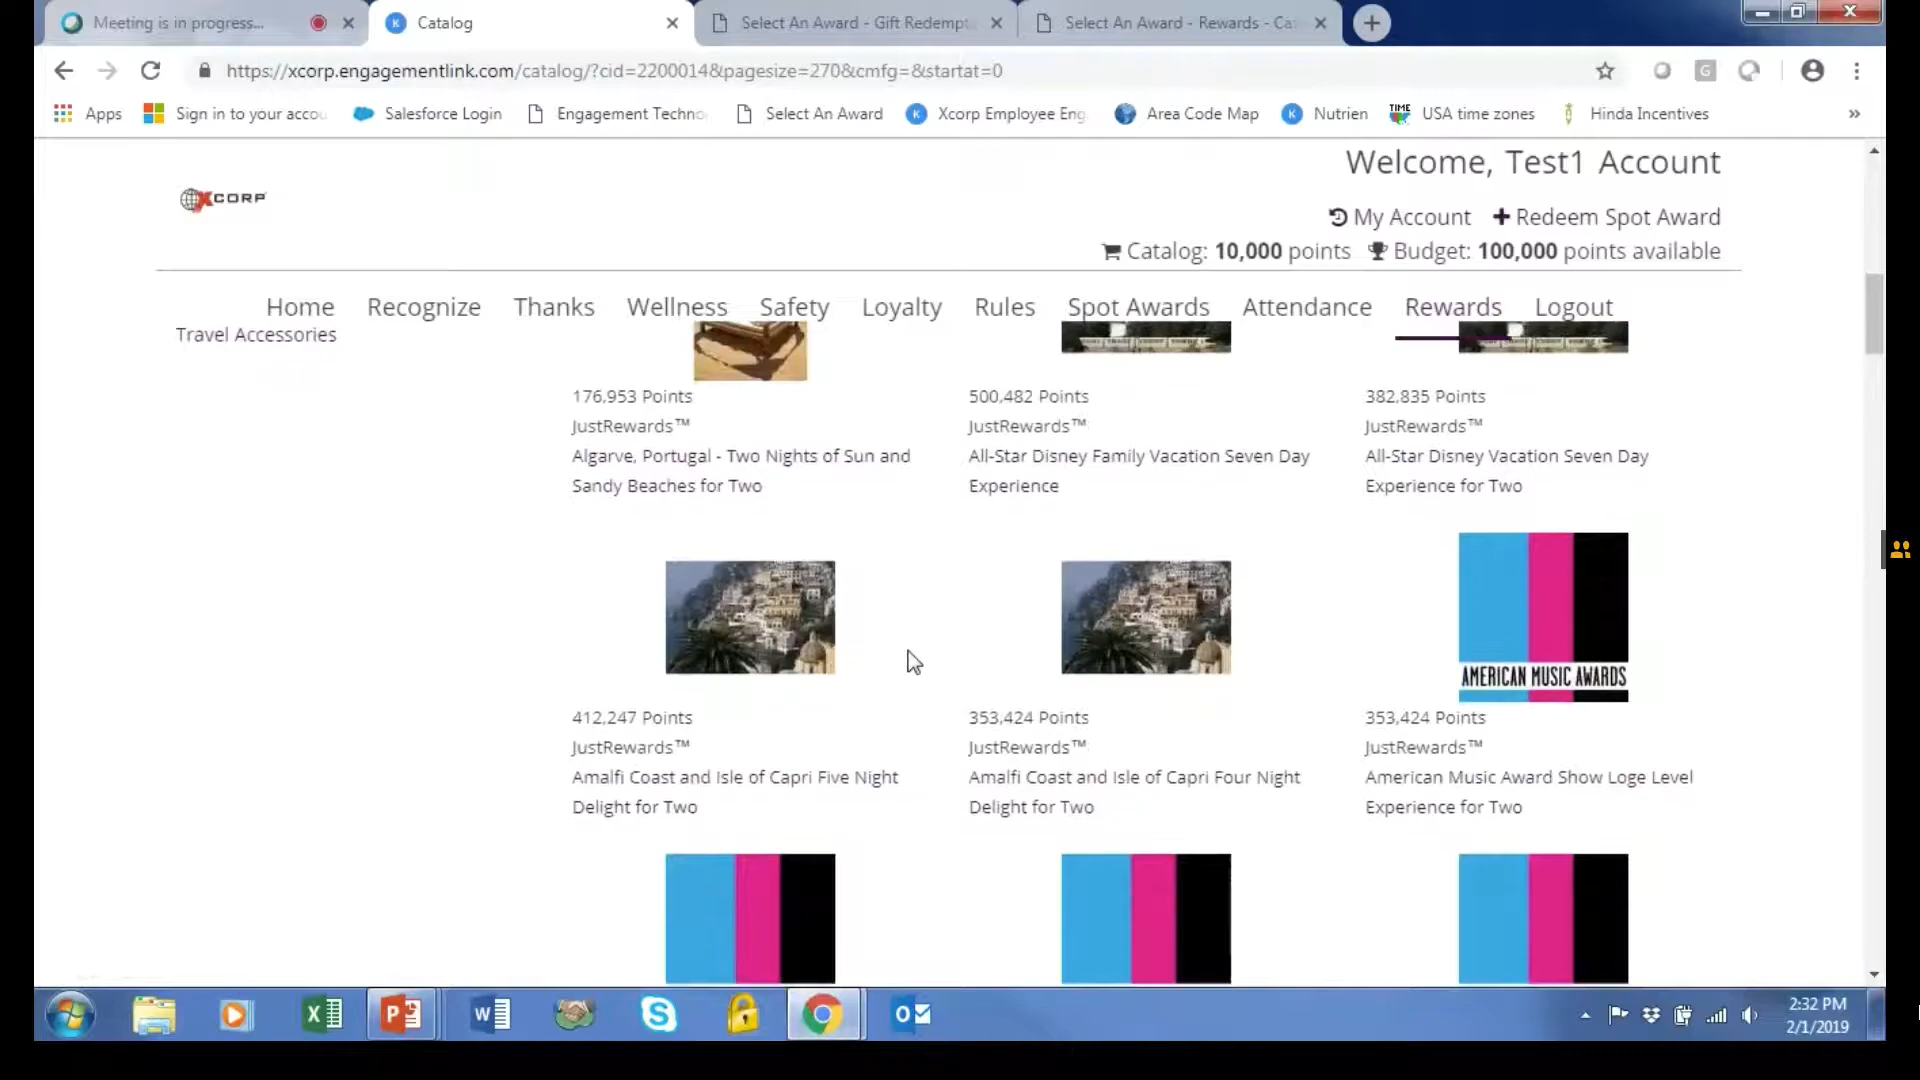 Meeting is in progress...
Catalog
Select An Award - Gift Redempt
Select An Award - Rewards - Ca
https://xcorp.engagementlink.com/catalog/?cid=2200014&pagesize=270&cmfg=&startat=0
Apps
Sign in to your accou
Salesforce Login
Engagement Techno
Select An Award
Xcorp Employee Eng
Area Code Map
Nutrien
TIME
USA time zones
Hinda Incentives
»
XCORP
Welcome, Test1 Account
My Account
Redeem Spot Award
Catalog: 10,000 points
Budget: 100,000 points available
Home
Recognize
Thanks
Wellness
Safety
Loyalty
Rules
Spot Awards
Attendance
Rewards
Logout
Travel Accessories
176,953 Points
JustRewards™
Algarve, Portugal - Two Nights of Sun and
Sandy Beaches for Two
500,482 Points
JustRewards™
All-Star Disney Family Vacation Seven Day
Experience
382,835 Points
JustRewards™
All-Star Disney Vacation Seven Day
Experience for Two
AMERICAN MUSIC AWARDS
412,247 Points
JustRewards™
Amalfi Coast and Isle of Capri Five Night
Delight for Two
353,424 Points
JustRewards™
Amalfi Coast and Isle of Capri Four Night
Delight for Two
353,424 Points
JustRewards™
American Music Award Show Loge Level
Experience for Two
2:32 PM
2/1/2019